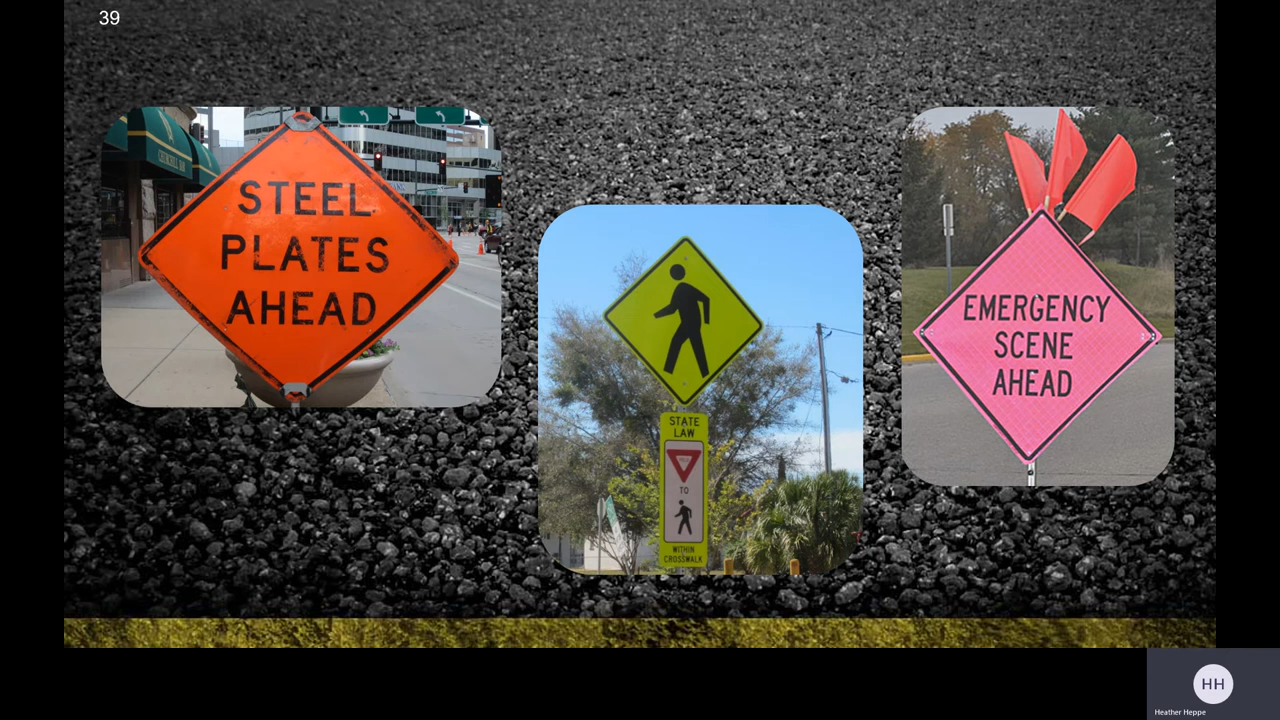 39
STEEL
PLATES
AHEAD
STATE
LAW
TO
WITHIN
CROSSWALK
EMERGENCY
SCENE
AHEAD
HH
Heather Heppe